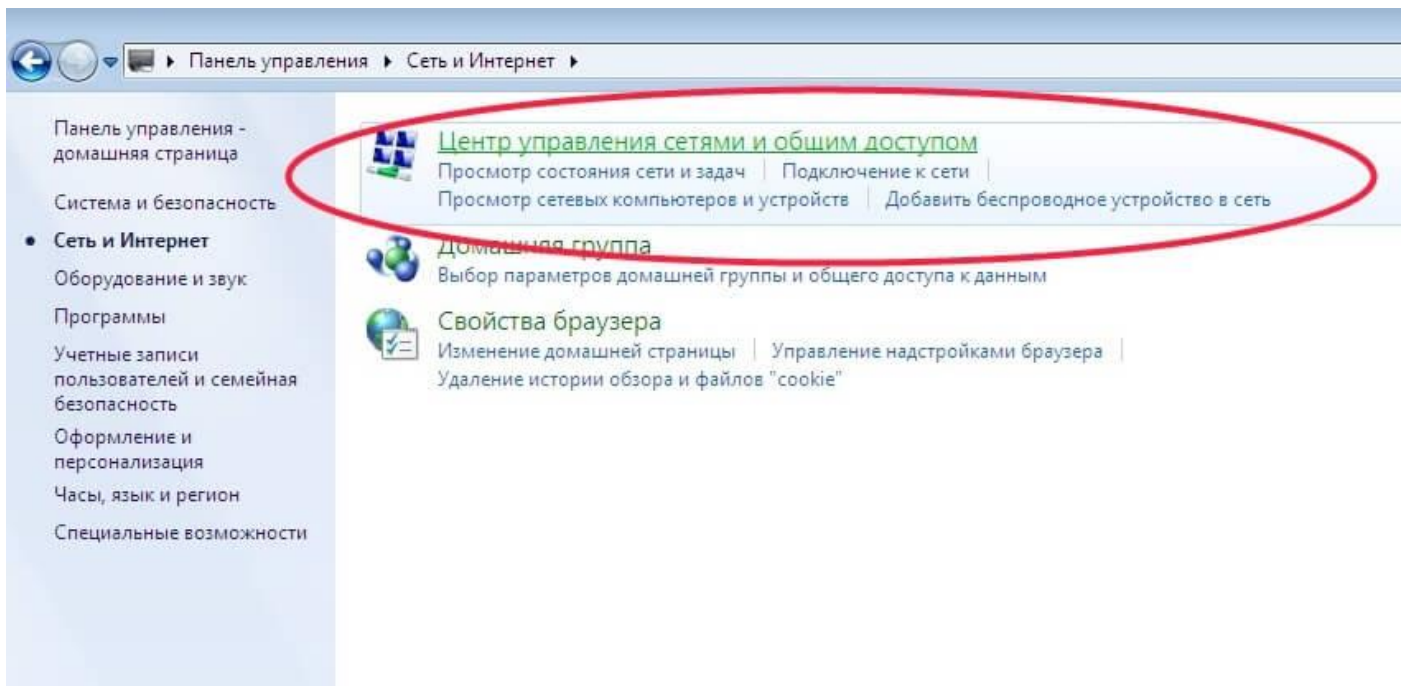 Панель управления ▸ Сеть и Интернет ▸
Панель управления -
домашняя страница
Система и безопасность
Сеть и Интернет
Оборудование и звук
Программы
Учетные записи
пользователей и семейная
безопасность
Оформление и
персонализация
Часы, язык и регион
Специальные возможности
Центр управления сетями и общим доступом
Просмотр состояния сети и задач | Подключение к сети |
Просмотр сетевых компьютеров и устройств | Добавить беспроводное устройство в сеть
Домашняя группа
Выбор параметров домашней группы и общего доступа к данным
Свойства браузера
Изменение домашней страницы | Управление надстройками браузера |
Удаление истории обзора и файлов "cookie"